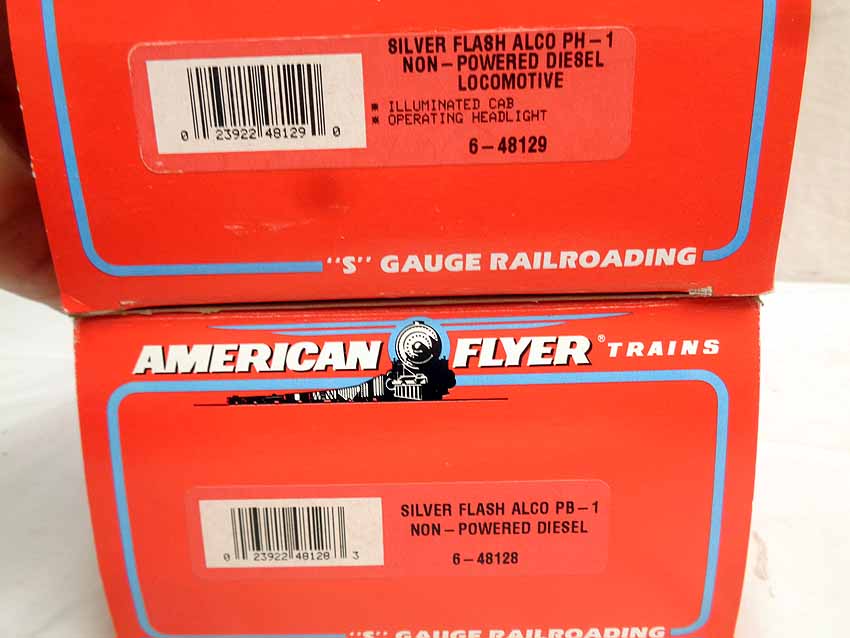 SILVER FLASH ALCO PH-1
NON-POWERED DIESEL
LOCOMOTIVE
* ILLUMINATED CAB
* OPERATING HEADLIGHT
0 23922 48129 0
6-48129
"S" GAUGE RAILROADING
AMERICAN FLYER® TRAINS
SILVER FLASH ALCO PB-1
NON-POWERED DIESEL
0 23922 48128 3
6-48128
"S" GAUGE RAILROADING